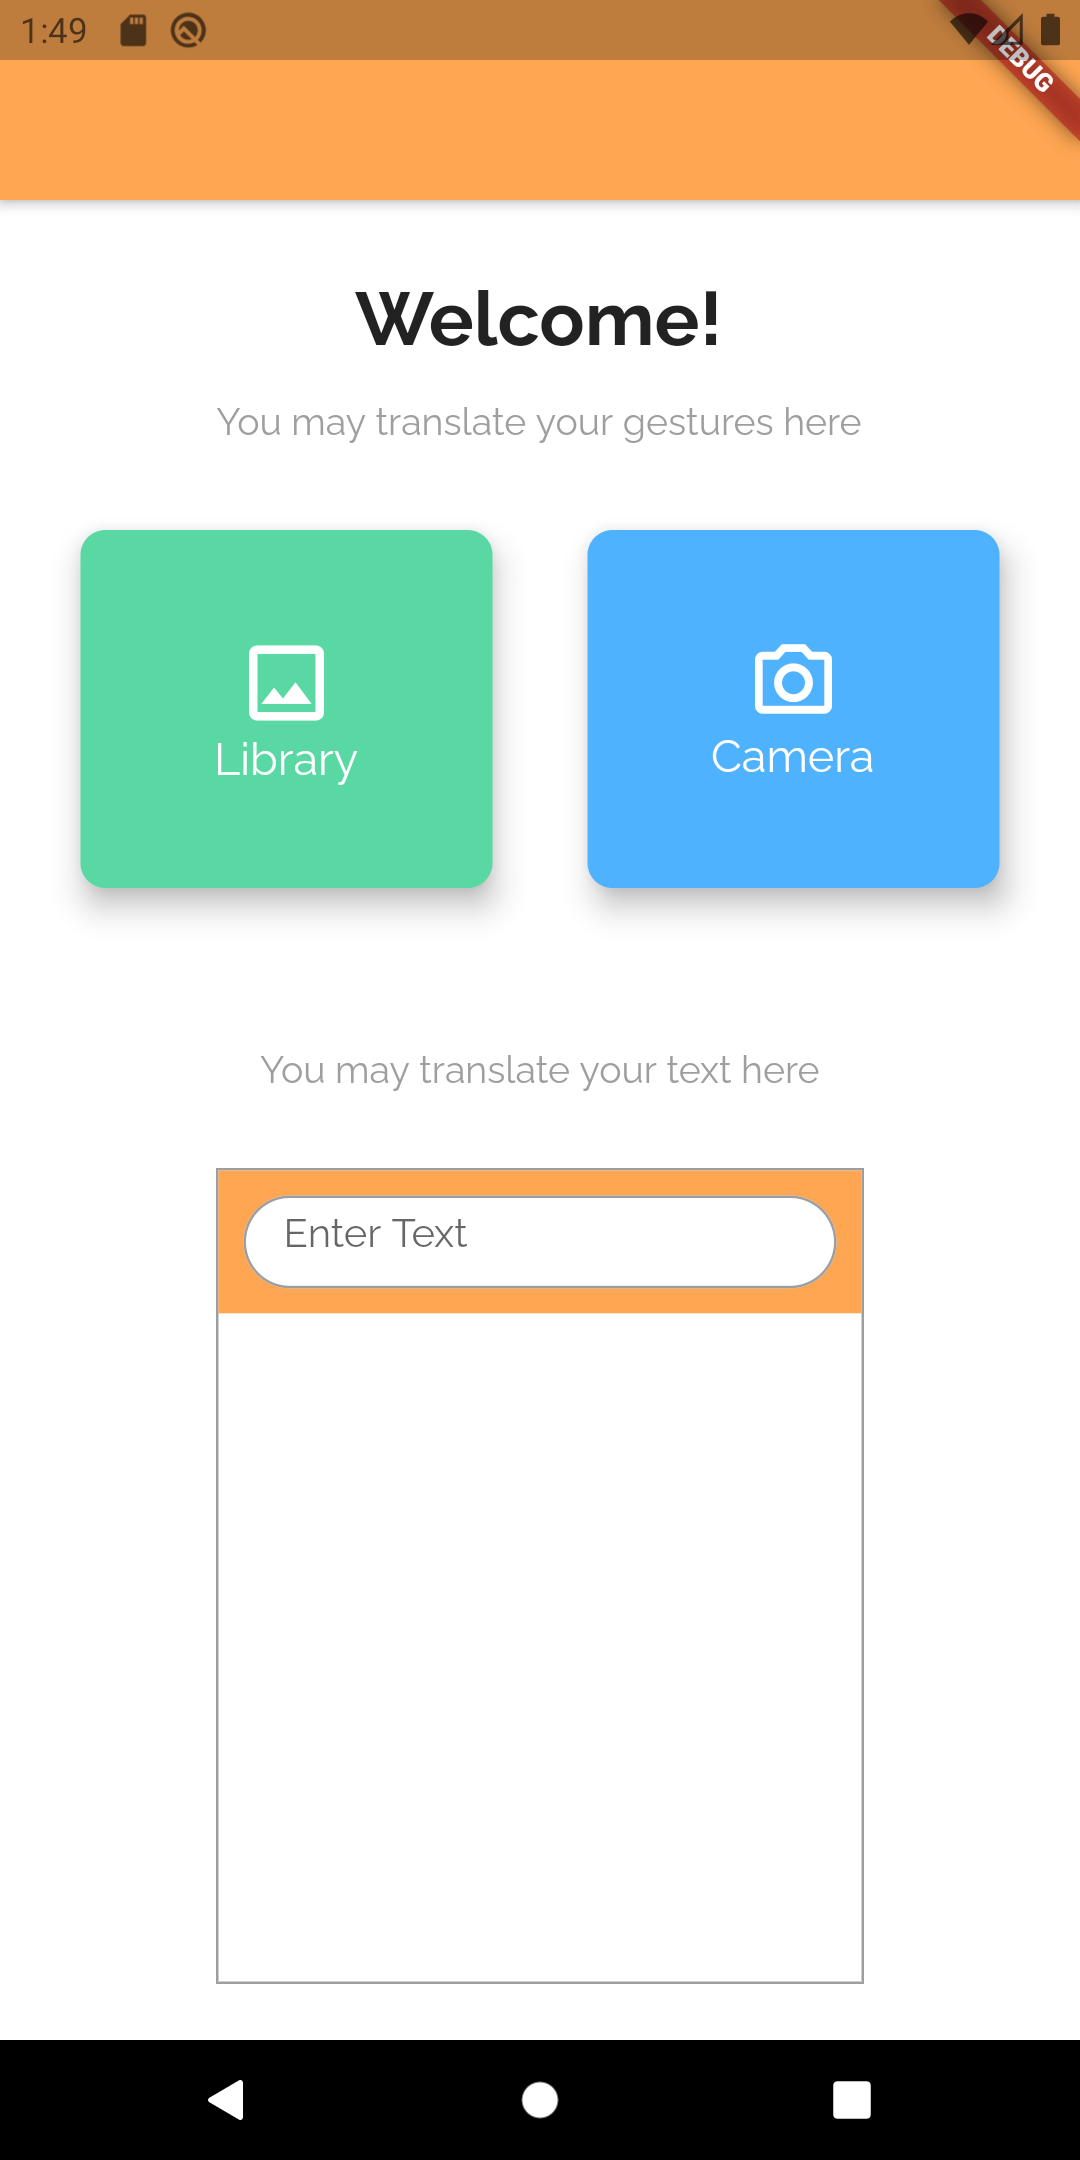 1:49
DEBUG
Welcome!
You may translate your gestures here
Library
Camera
You may translate your text here
Enter Text